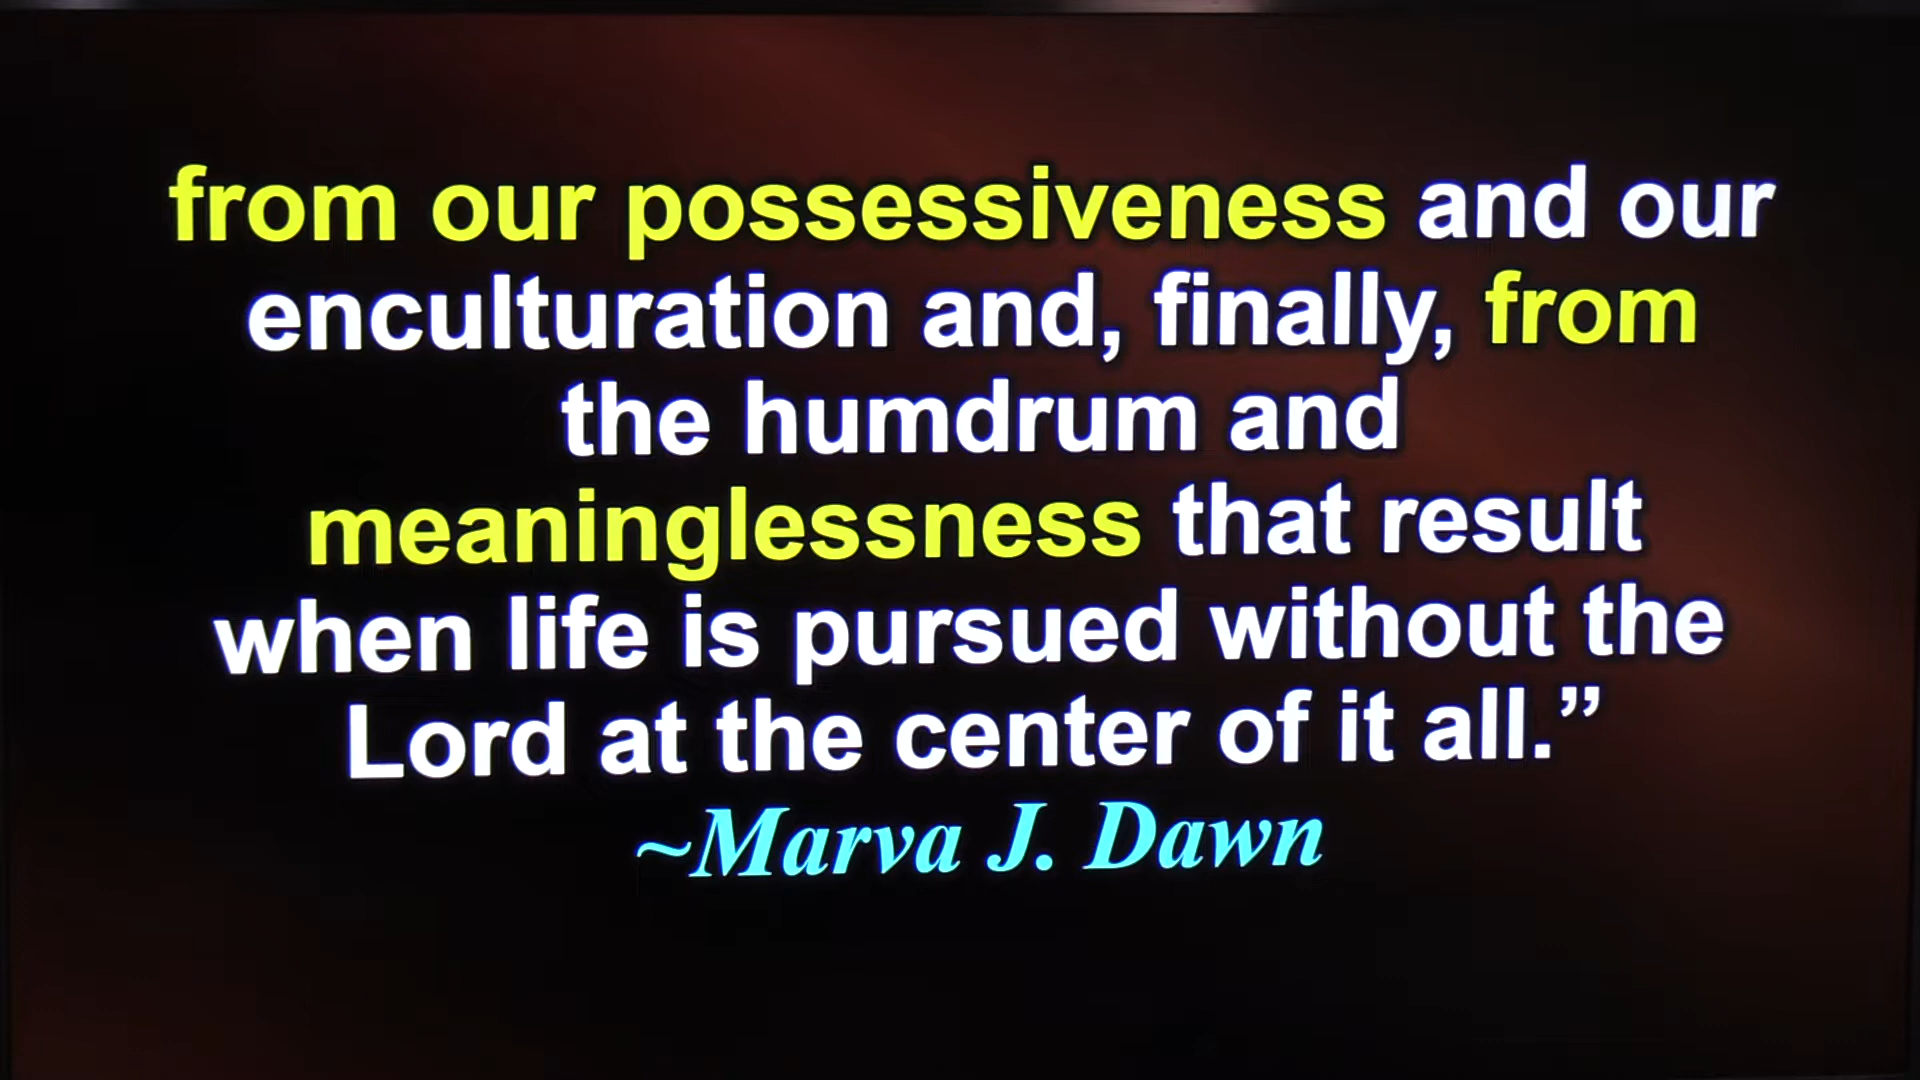 from our possessiveness and our
enculturation and, finally, from
the humdrum and
meaninglessness that result
when life is pursued without the
Lord at the center of it all.”
~Marva J. Dawn